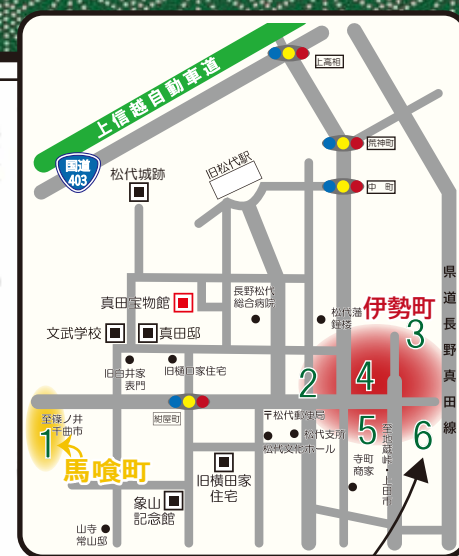 上信越自動車道
上高相
国道
403
荒神町
中 町
旧松代駅
松代城跡
県道長野真田線
長野松代
総合病院
真田宝物館
松代藩
鐘楼
伊勢町
3
文武学校
真田邸
旧白井家
表門
旧樋口家住宅
2
4
紺屋町
至篠ノ井
千曲市
1
馬喰町
〒松代郵便局
松代支所
松代文化ホール
5
6
至地蔵峠・上田市
寺町
商家
旧横田家
住宅
象山
記念館
山寺
常山邸